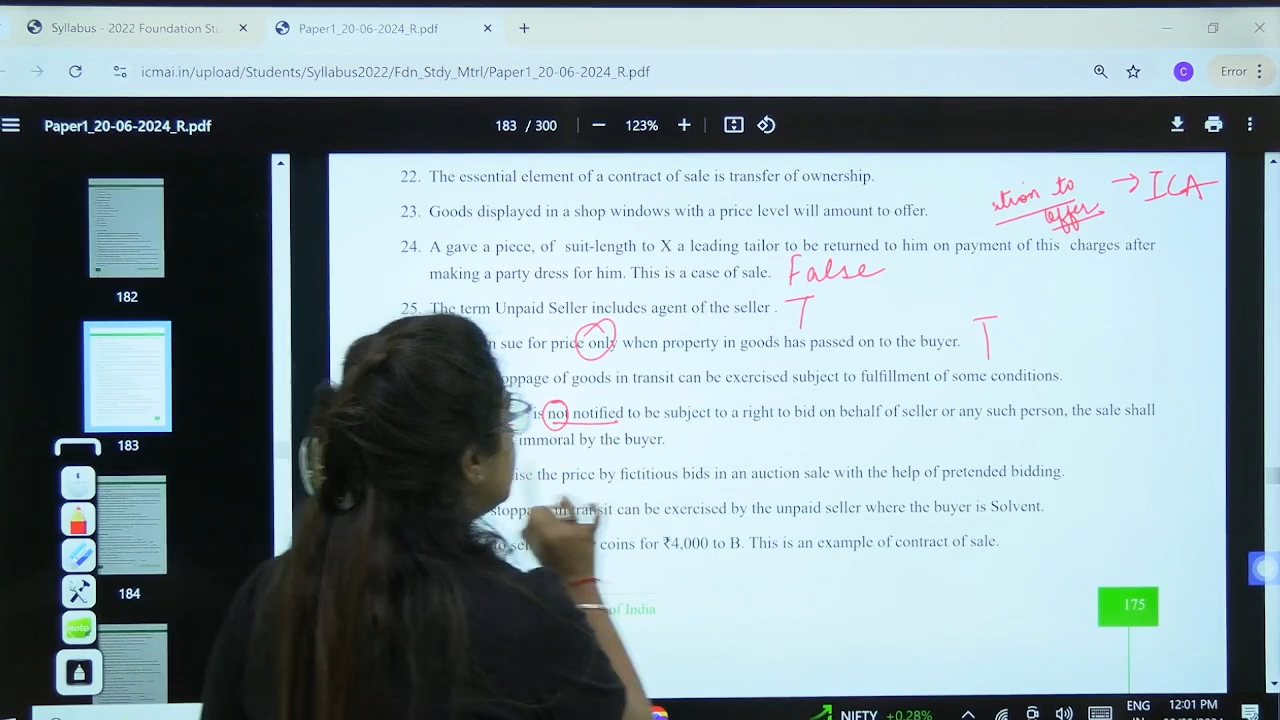 Syllabus - 2022 Foundation Stu
Paper1_20-06-2024_R.pdf
icmai.in/upload/Students/Syllabus2022/Fdn_Stdy_Mtrl/Paper1_20-06-2024_R.pdf
C
Error
Paper1_20-06-2024_R.pdf
183 / 300
123%
22. The essential element of a contract of sale is transfer of ownership.
ation to
offer
→ ICA
23. Goods displayed in a shop windows with a price level will amount to offer.
24. A gave a piece, of suit-length to X a leading tailor to be returned to him on payment of this charges after
making a party dress for him. This is a case of sale.
False
25. The term Unpaid Seller includes agent of the seller .
T
n sue for price only when property in goods has passed on to the buyer.
T
oppage of goods in transit can be exercised subject to fulfillment of some conditions.
is no notified to be subject to a right to bid on behalf of seller or any such person, the sale shall
immoral by the buyer.
ise the price by fictitious bids in an auction sale with the help of pretended bidding.
can be exercised by the unpaid seller where the buyer is Solvent.
coins for ₹4,000 to B. This is an example of contract of sale.
of India
175
182
183
184
Note
NIFTY +0.28%
ENG
12:01 PM